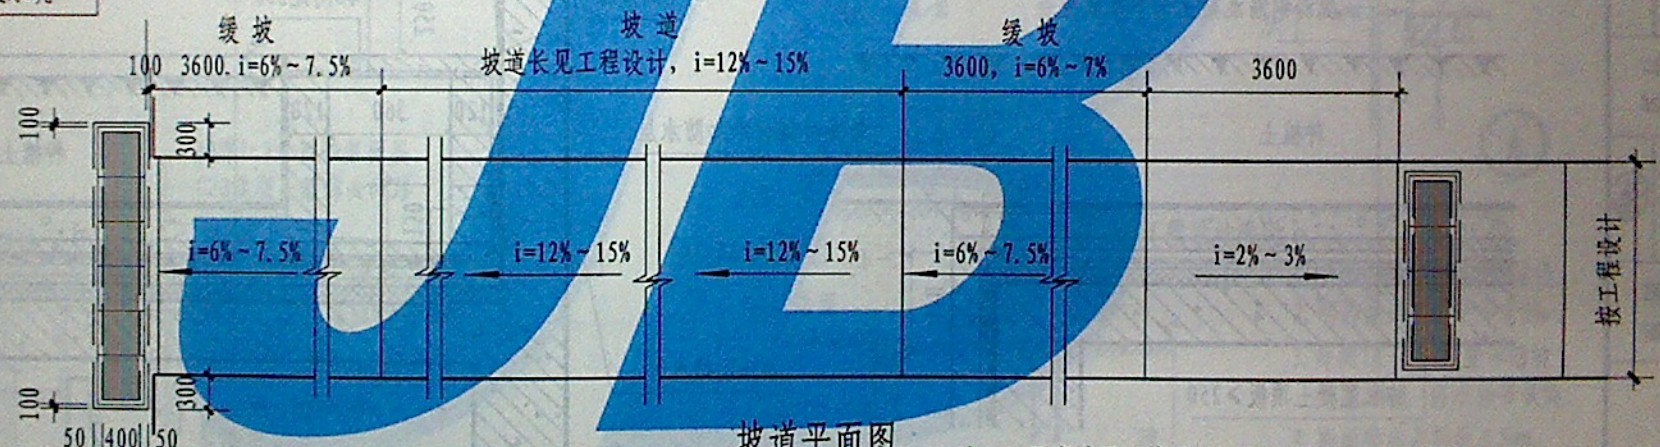 缓坡
坡道
缓坡
100 3600. i=6%~7.5%
坡道长见工程设计, i=12%~15%
3600, i=6%~7%
3600
100
300
i=6%~7.5%
i=12%~15%
i=12%~15%
i=6%~7.5%
i=2%~3%
按工程设计
100
300
50 400 50
坡道平面图
JB